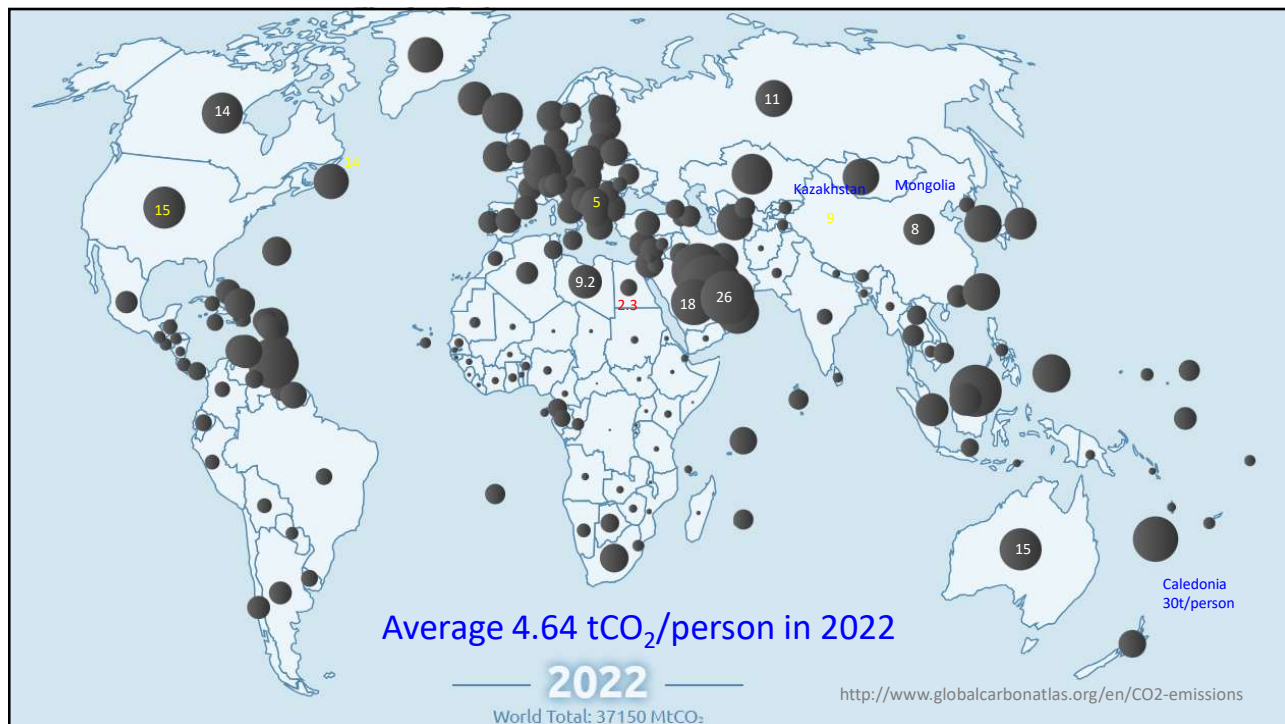 14
11
14
Kazakhstan
Mongolia
15
5
9
8
9.2
2.3
18
26
15
Caledonia
30t/person
Average 4.64 tCO₂/person in 2022
2022
World Total: 37150 MtCO₂
http://www.globalcarbonatlas.org/en/CO2-emissions